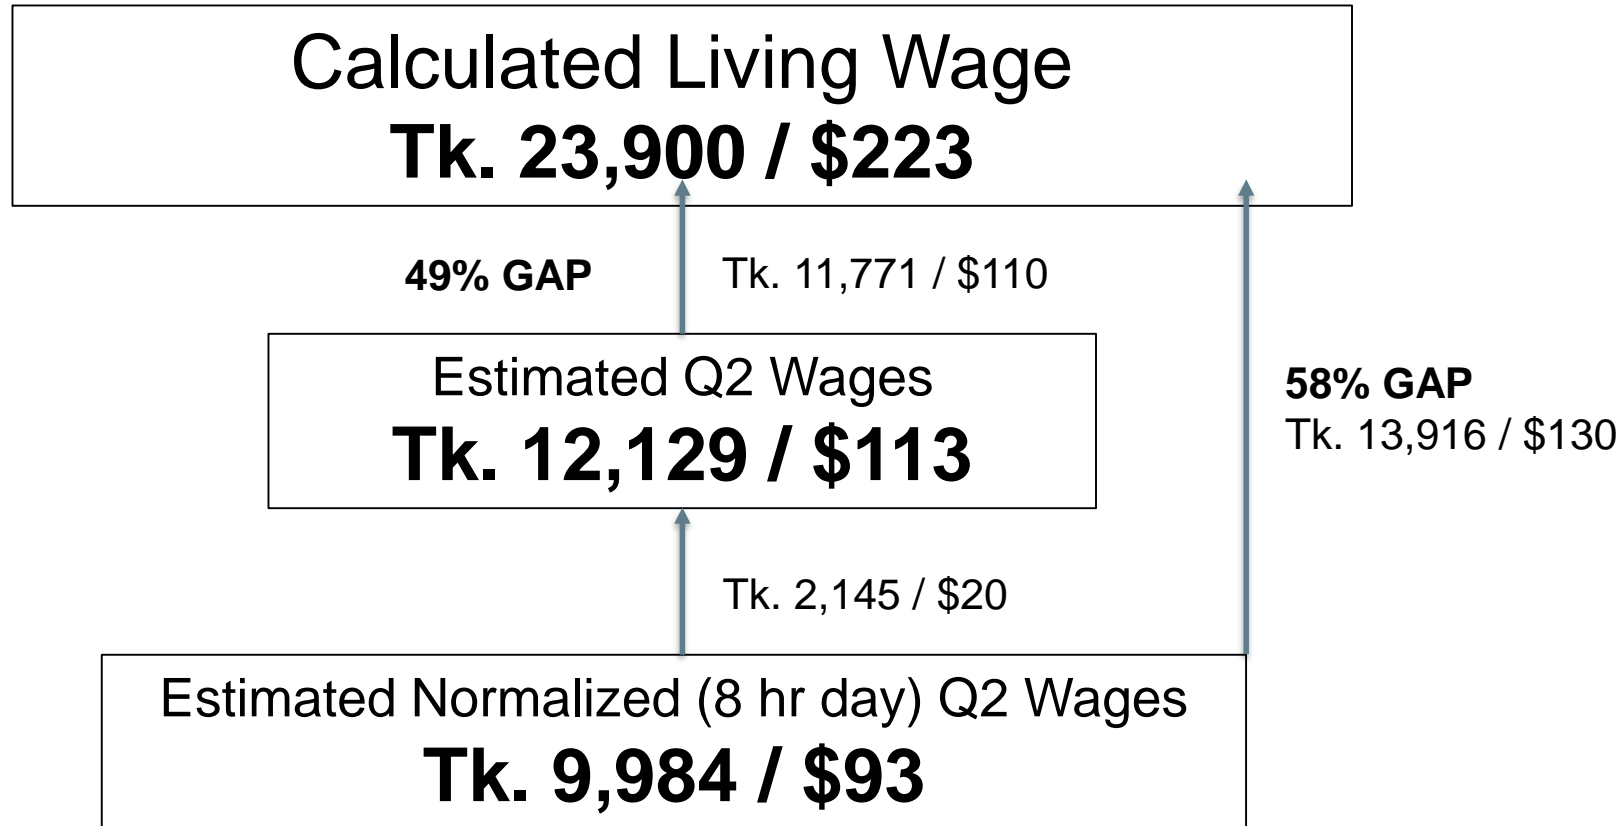 Calculated Living Wage
Tk. 23,900 / $223
49% GAP
Tk. 11,771 / $110
Estimated Q2 Wages
Tk. 12,129 / $113
58% GAP
Tk. 13,916 / $130
Tk. 2,145 / $20
Estimated Normalized (8 hr day) Q2 Wages
Tk. 9,984 / $93